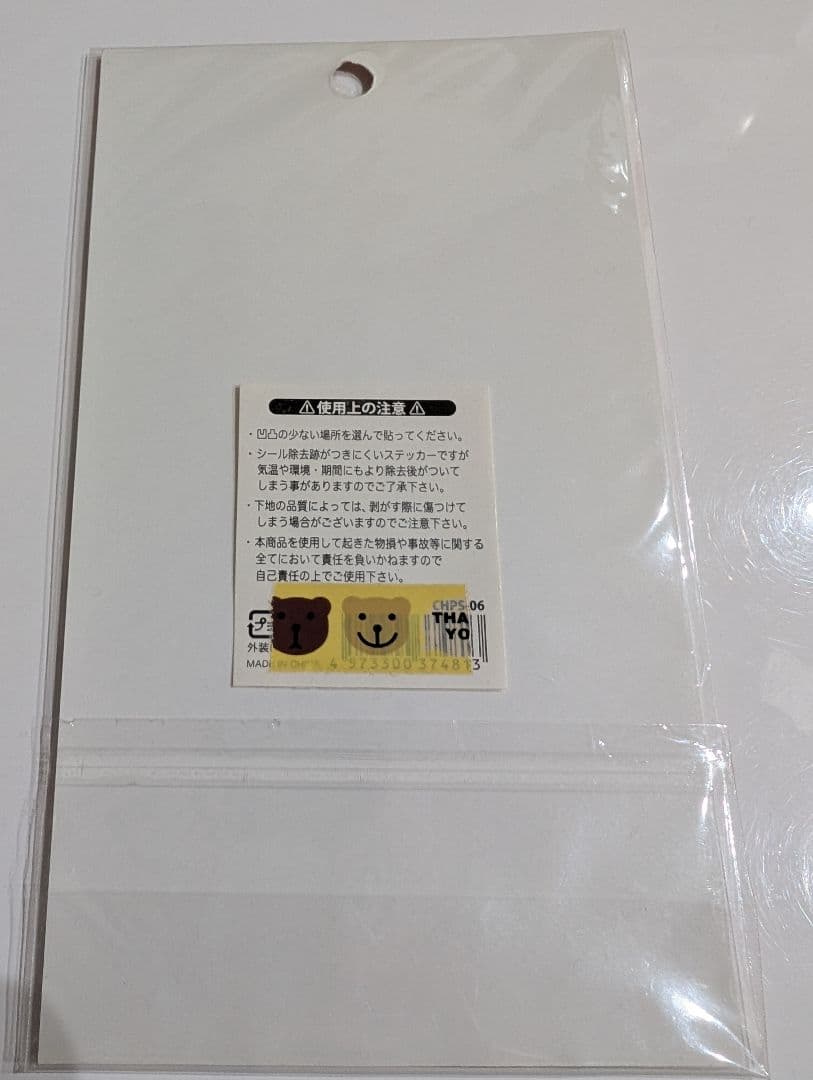 使用上の注意
・凹凸の少ない場所を選んで貼ってください。
・シール除去跡がつきにくいステッカーですが
気温や環境・期間にもより除去後がついて
しまう事がありますのでご了承下さい。
・下地の品質によっては、剥がす際に傷つけて
しまう場合がございますのでご注意下さい。
・本商品を使用して起きた物損や事故等に関する
全てにおいて責任を負いかねますので
自己責任の上でご使用下さい。
CHPS-06
THA
YO
プ
外装
MADE IN CHINA
4 973300 374813